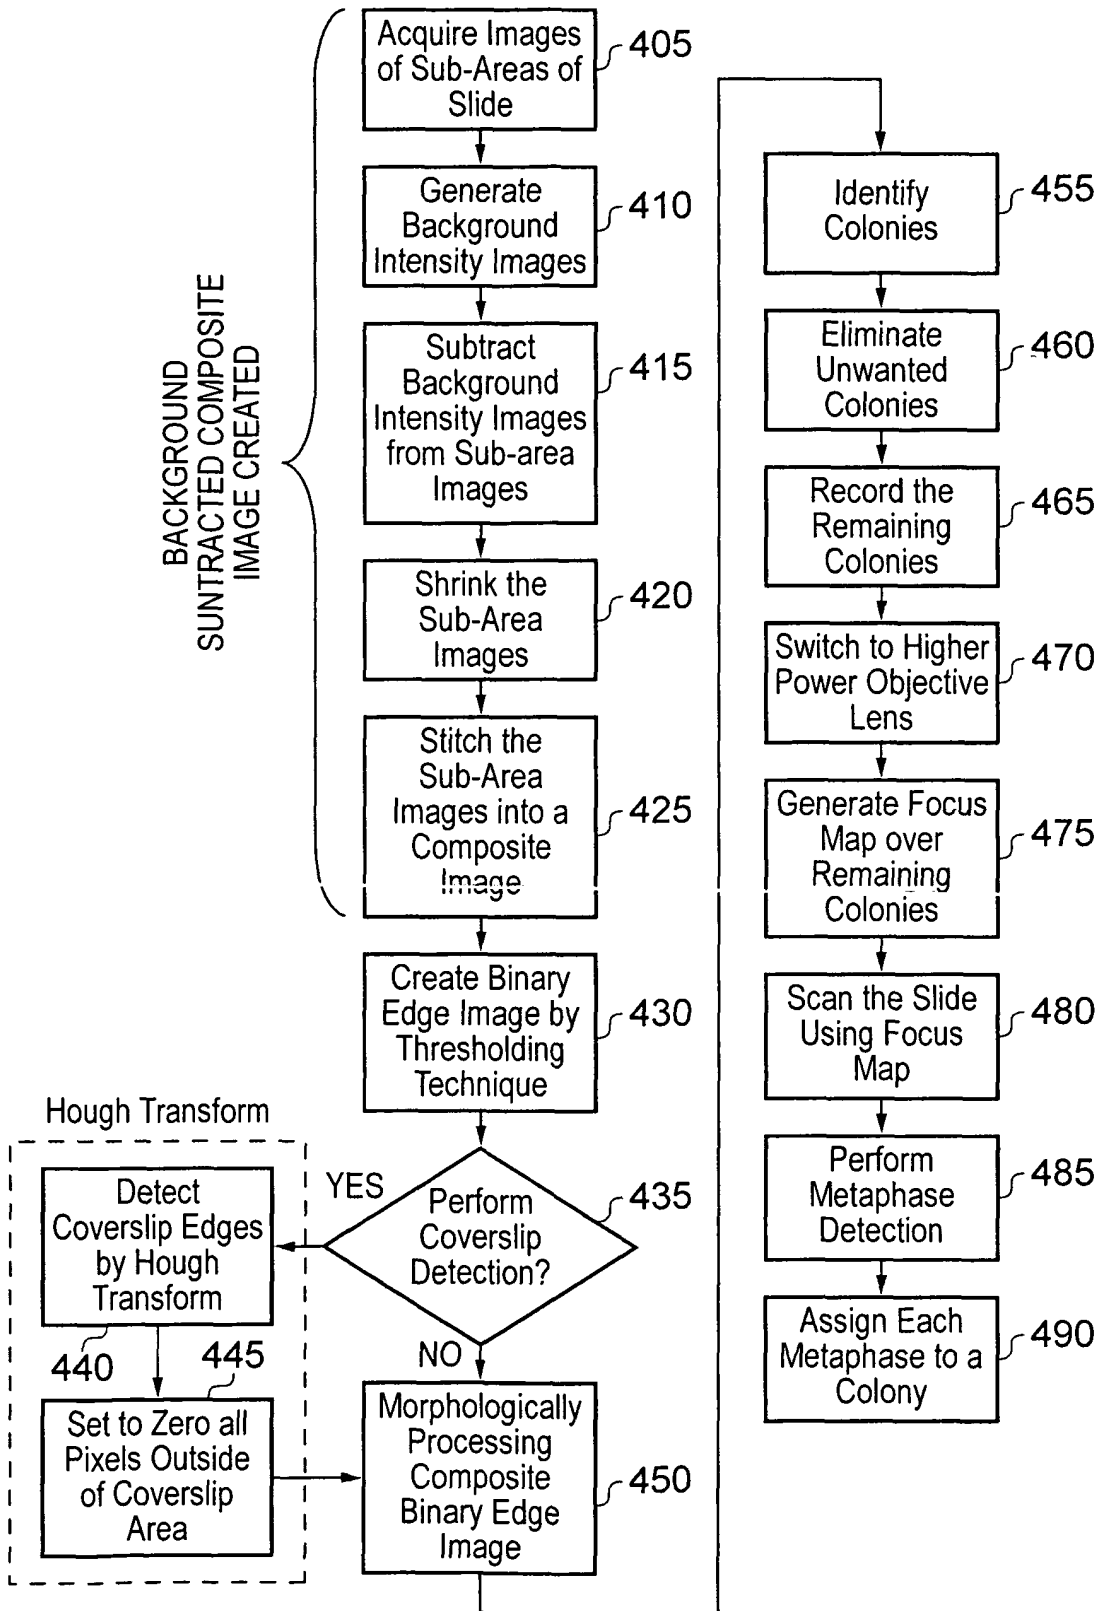 Acquire Images
of Sub-Areas of
Slide
405
Generate
Background
Intensity Images
410
Subtract
Background
Intensity Images
from Sub-area
Images
415
Shrink the
Sub-Area
Images
420
Stitch the
Sub-Area
Images into a
Composite
Image
425
BACKGROUND
SUNTRACTED COMPOSITE
IMAGE CREATED
Create Binary
Edge Image by
Thresholding
Technique
430
Perform
Coverslip
Detection?
435
YES
NO
Hough Transform
Detect
Coverslip Edges
by Hough
Transform
440
445
Set to Zero all
Pixels Outside
of Coverslip
Area
Morphologically
Processing
Composite
Binary Edge
Image
450
Identify
Colonies
455
Eliminate
Unwanted
Colonies
460
Record the
Remaining
Colonies
465
Switch to Higher
Power Objective
Lens
470
Generate Focus
Map over
Remaining
Colonies
475
Scan the Slide
Using Focus
Map
480
Perform
Metaphase
Detection
485
Assign Each
Metaphase to a
Colony
490